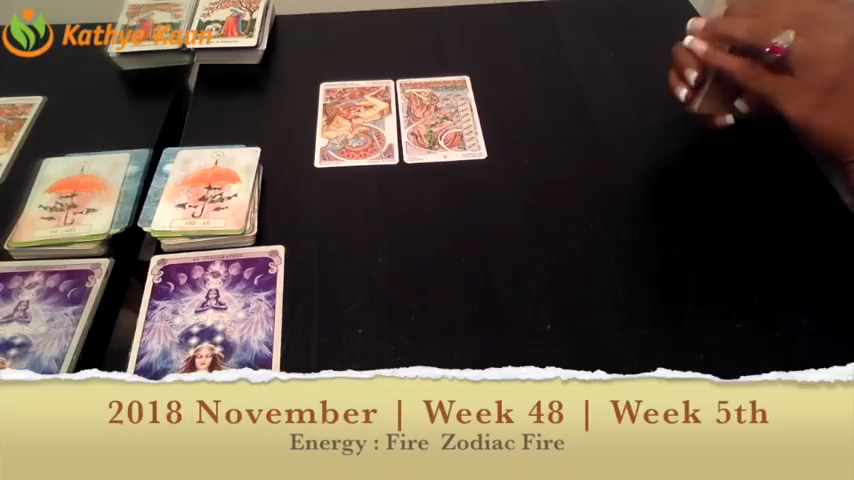 Kathye Kaan
2018 November | Week 48 | Week 5th
Energy : Fire Zodiac Fire